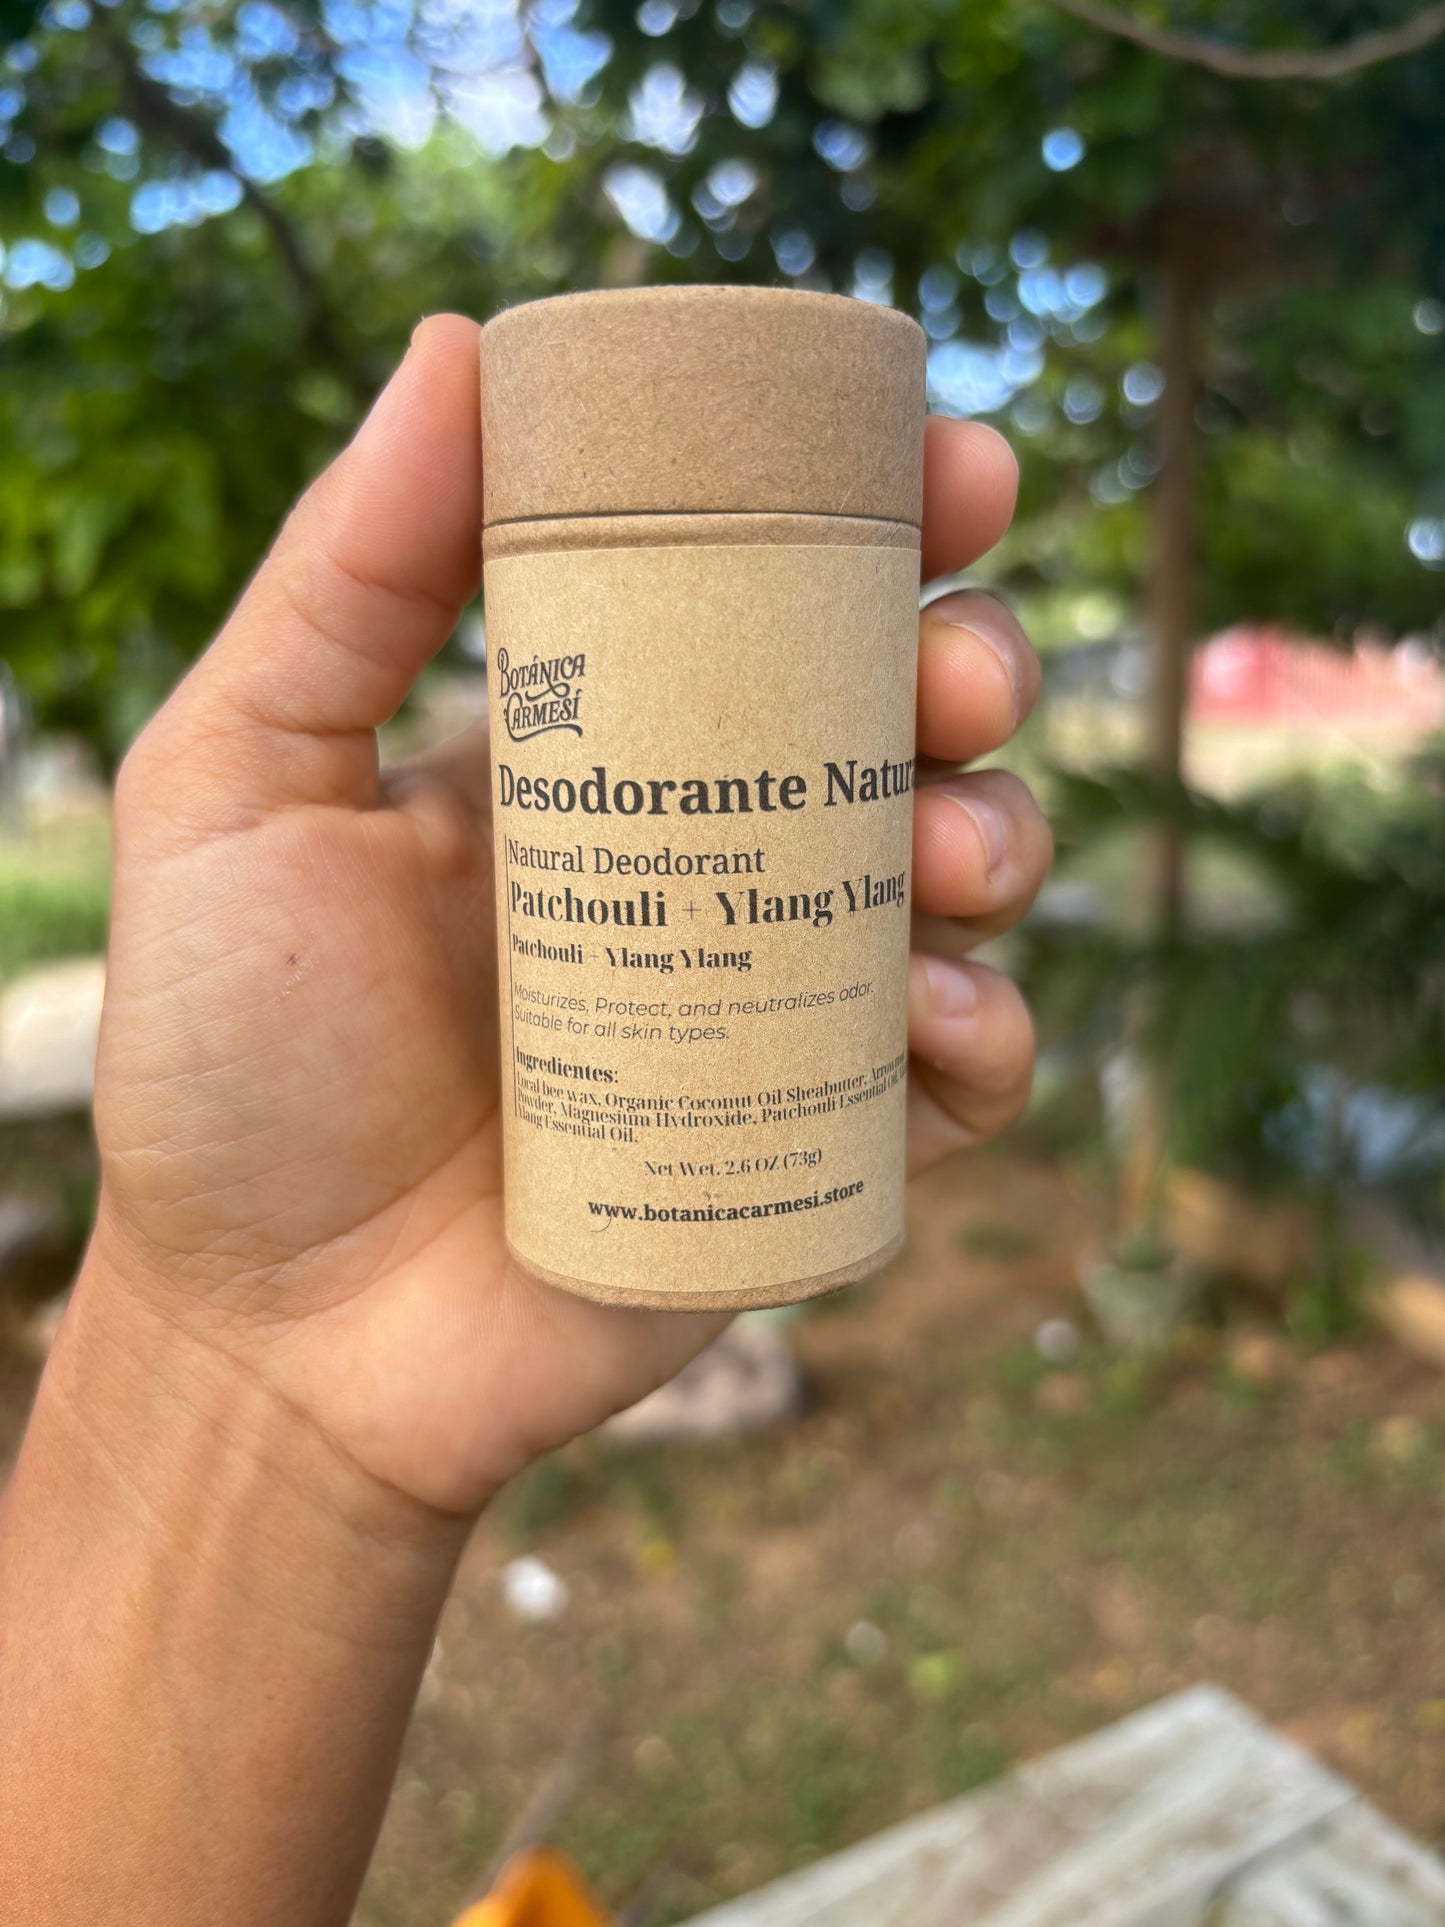 BOTÁNICA
CARMESÍ
Desodorante Natura
Natural Deodorant
Patchouli + Ylang Ylang
Patchouli + Ylang Ylang
Moisturizes, Protect, and neutralizes odor.
Suitable for all skin types.
Ingredientes:
Local bee wax, Organic Coconut Oil Sheabutter, Arrowroot
Powder, Magnesium Hydroxide, Patchouli Essential Oil,
Ylang Essential Oil.
Net Wet. 2.6 OZ (73g)
www.botanicacarmesi.store